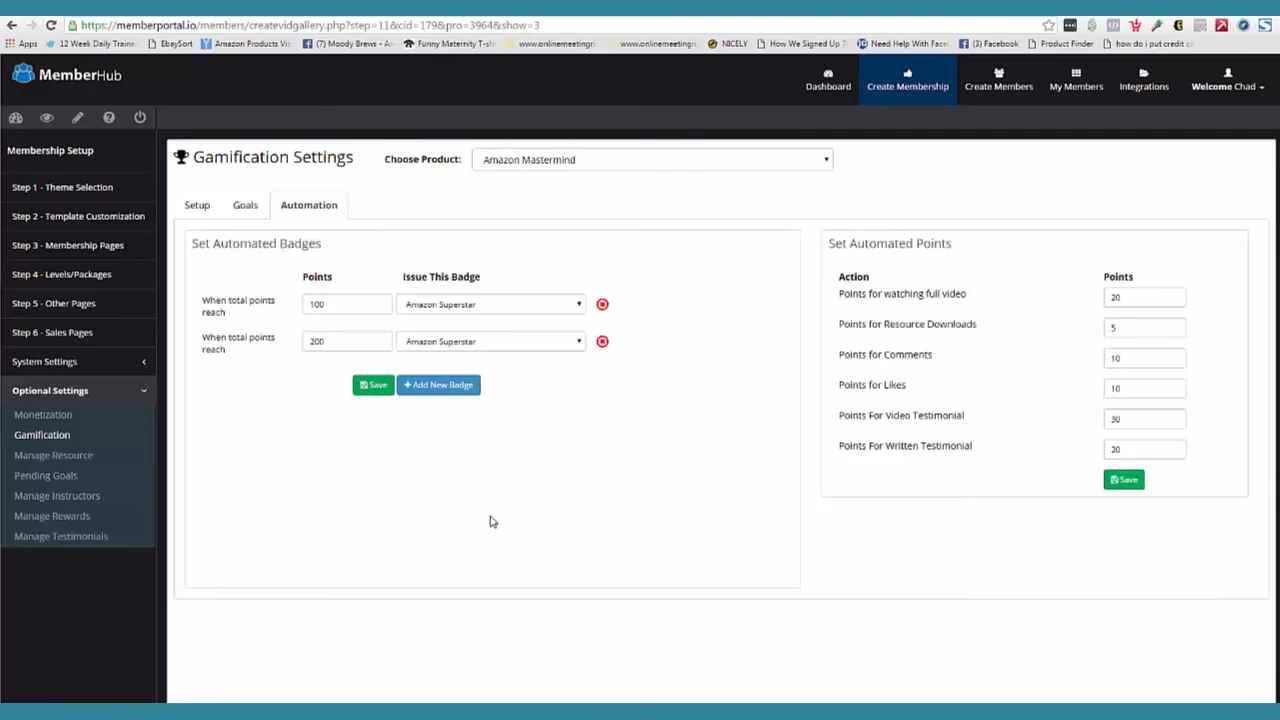 https://memberportal.io/members/createvidgallery.php?step=11&cid=179&pro=3964&show=3
Apps 12 Week Daily Traine EbaySort Amazon Products Vi (7) Moody Brews - An Funny Maternity T-sh www.onlinemeetingn www.onlinemeetingn NICELY How We Signed Up 7 Need Help With Face (3) Facebook Product Finder how do i put credit c
MemberHub
Dashboard Create Membership Create Members My Members Integrations Welcome Chad
Membership Setup
Step 1 - Theme Selection
Step 2 - Template Customization
Step 3 - Membership Pages
Step 4 - Levels/Packages
Step 5 - Other Pages
Step 6 - Sales Pages
System Settings
Optional Settings
Monetization
Gamification
Manage Resource
Pending Goals
Manage Instructors
Manage Rewards
Manage Testimonials
Gamification Settings Choose Product: Amazon Mastermind
Setup Goals Automation
Set Automated Badges
Points Issue This Badge
When total points reach 100 Amazon Superstar
When total points reach 200 Amazon Superstar
Save + Add New Badge
Set Automated Points
Action Points
Points for watching full video 20
Points for Resource Downloads 5
Points for Comments 10
Points for Likes 10
Points For Video Testimonial 30
Points For Written Testimonial 20
Save